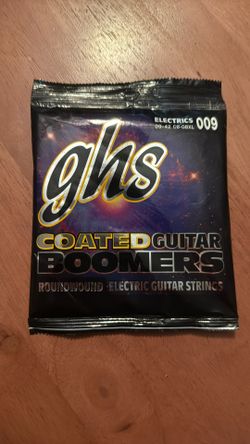 ELECTRICS 009
09-42 CB-GBXL
ghs
COATED GUITAR
BOOMERS
ROUNDWOUND · ELECTRIC GUITAR STRINGS